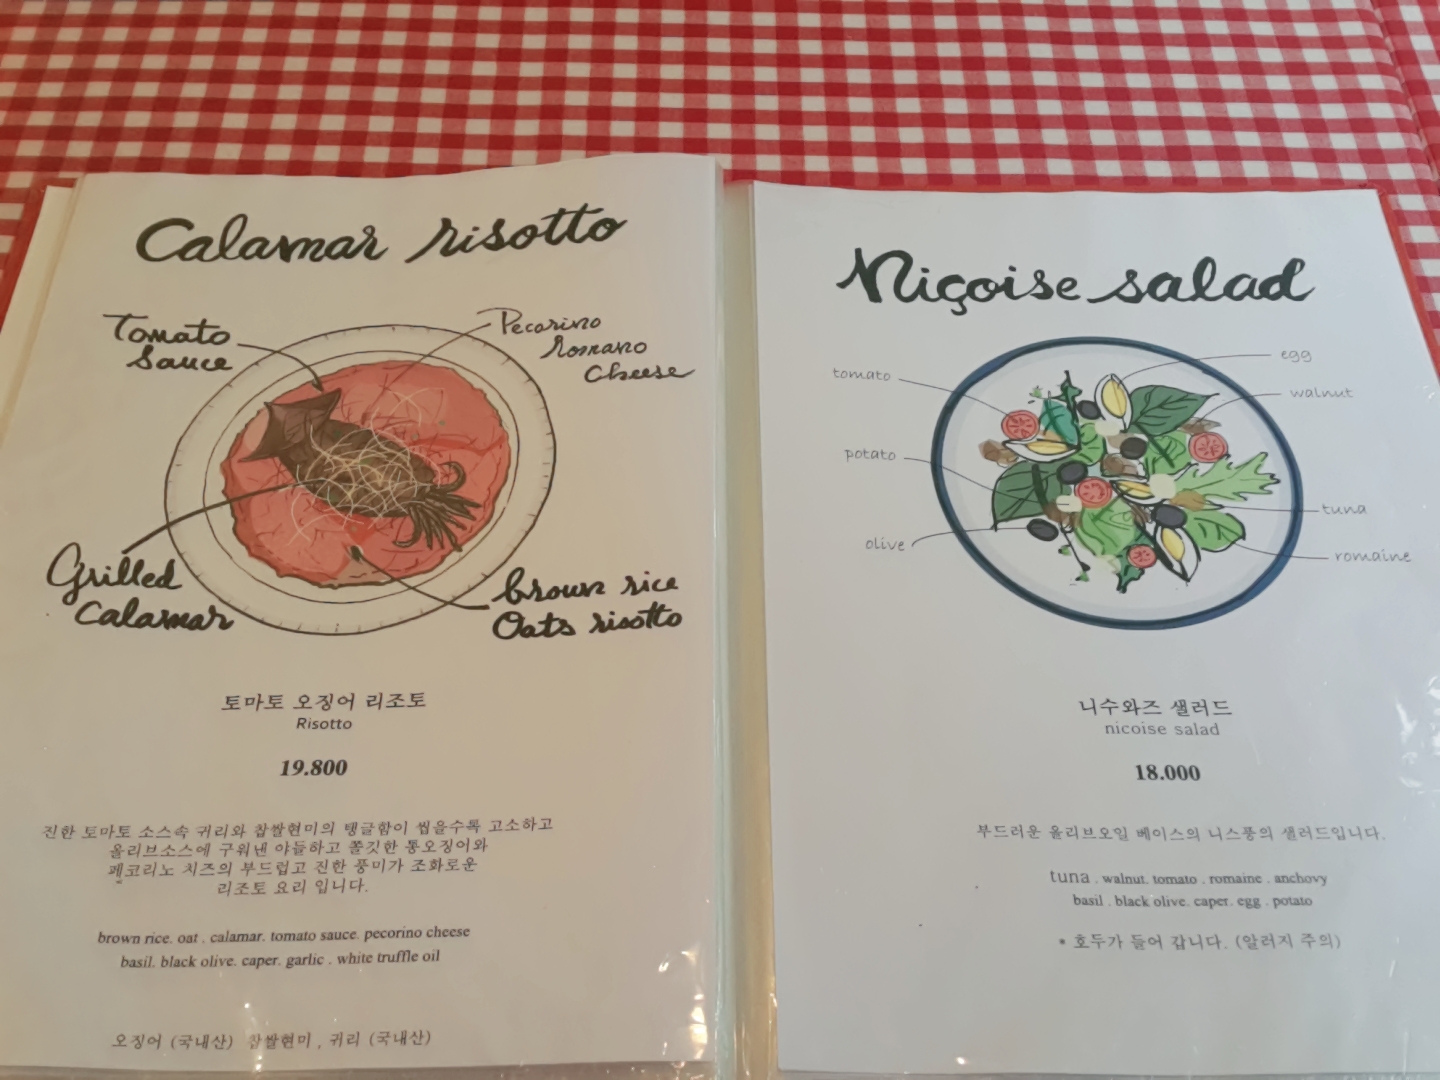 Calamar risotto
Tomato
Sauce
Pecorino
Romano
Cheese
Grilled
Calamar
brown rice
Oats risotto
토마토 오징어 리조토
Risotto
19.800
진한 토마토 소스속 귀리와 찹쌀현미의 탱글함이 씹을수록 고소하고
올리브소스에 구워낸 야들하고 쫄깃한 통오징어와
페코리노 치즈의 부드럽고 진한 풍미가 조화로운
리조토 요리 입니다.
brown rice. oat . calamar. tomato sauce. pecorino cheese
basil. black olive. caper. garlic . white truffle oil
오징어 (국내산) 찹쌀현미 , 귀리 (국내산)
Niçoise salad
egg
tomato
walnut
potato
tuna
olive
romaine
니수와즈 샐러드
nicoise salad
18.000
부드러운 올리브오일 베이스의 니스풍의 샐러드입니다.
tuna . walnut. tomato . romaine . anchovy
basil . black olive. caper. egg . potato
* 호두가 들어 갑니다. (알러지 주의)